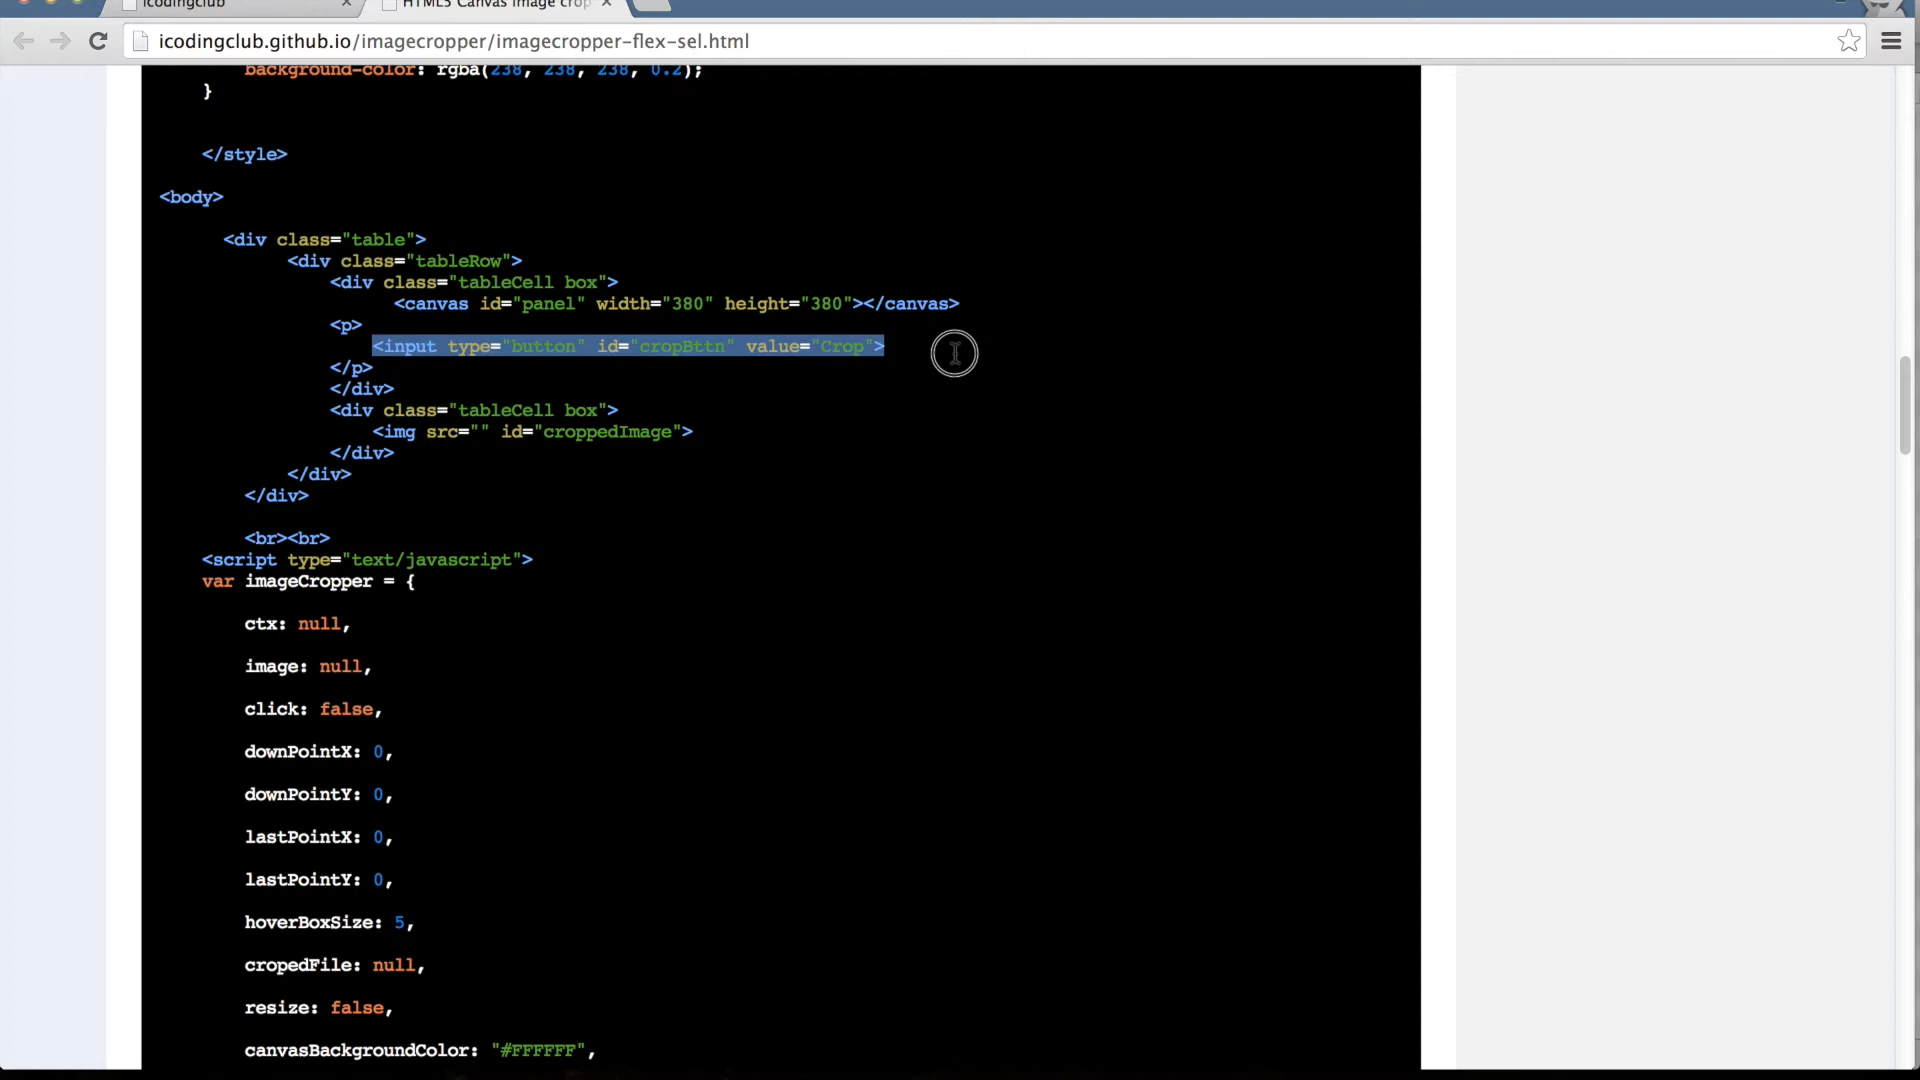 icodingclub
HTML5 Canvas image crop
icodingclub.github.io/imagecropper/imagecropper-flex-sel.html
background-color: rgba(238, 238, 238, 0.2);
}
</style>
<body>
<div class="table">
<div class="tableRow">
<div class="tableCell box">
<canvas id="panel" width="380" height="380"></canvas>
<p>
<input type="button" id="cropBttn" value="Crop">
</p>
</div>
<div class="tableCell box">
<img src="" id="croppedImage">
</div>
</div>
</div>
<br><br>
<script type="text/javascript">
var imageCropper = {
ctx: null,
image: null,
click: false,
downPointX: 0,
downPointY: 0,
lastPointX: 0,
lastPointY: 0,
hoverBoxSize: 5,
cropedFile: null,
resize: false,
canvasBackgroundColor: "#FFFFFF",